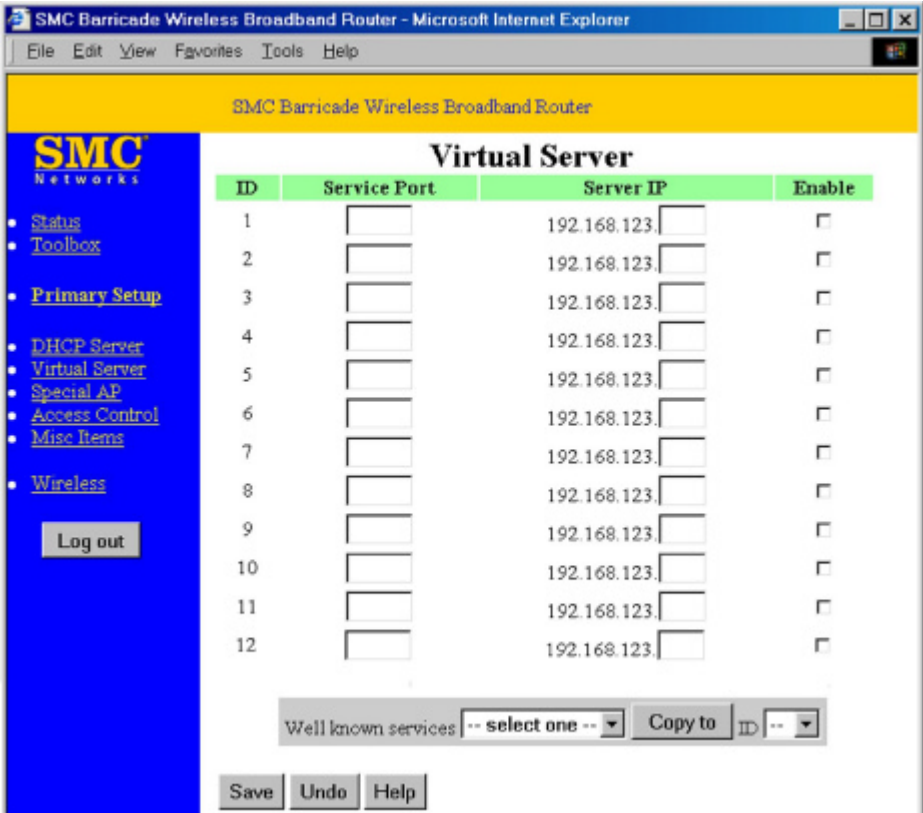 SMC Barricade Wireless Broadband Router - Microsoft Internet Explorer
File Edit View Favorites Tools Help
SMC Barricade Wireless Broadband Router
SMC
Networks
Status
Toolbox
Primary Setup
DHCP Server
Virtual Server
Special AP
Access Control
Misc Items
Wireless
Log out
Virtual Server
ID Service Port Server IP Enable
1 192.168.123.
2 192.168.123.
3 192.168.123.
4 192.168.123.
5 192.168.123.
6 192.168.123.
7 192.168.123.
8 192.168.123.
9 192.168.123.
10 192.168.123.
11 192.168.123.
12 192.168.123.
Well known services -- select one -- Copy to ID --
Save Undo Help